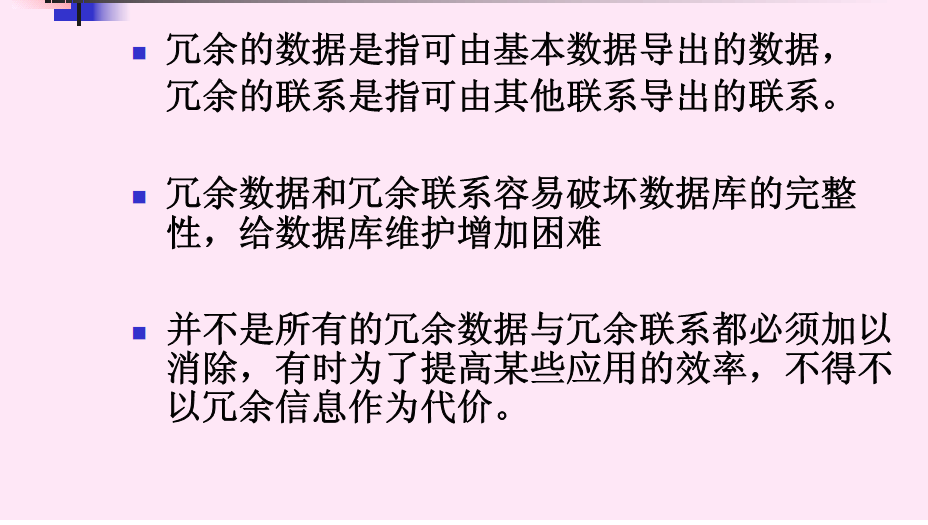 冗余的数据是指可由基本数据导出的数据，
冗余的联系是指可由其他联系导出的联系。
冗余数据和冗余联系容易破坏数据库的完整
性，给数据库维护增加困难
并不是所有的冗余数据与冗余联系都必须加以
消除，有时为了提高某些应用的效率，不得不
以冗余信息作为代价。